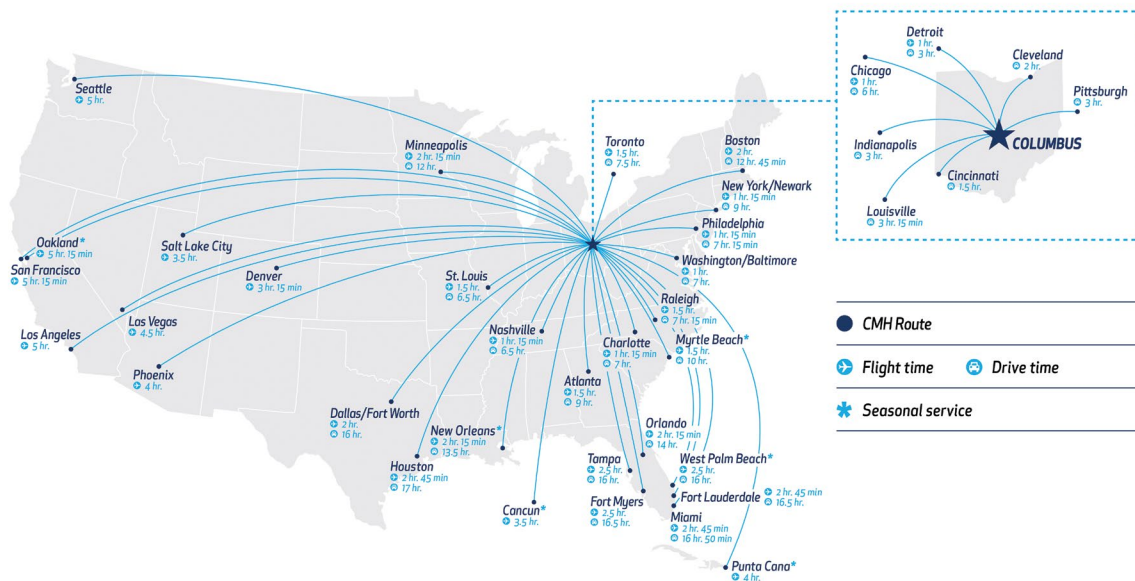 Seattle
5 hr.
Minneapolis
2 hr. 15 min
12 hr.
Toronto
1.5 hr.
7.5 hr.
Boston
2 hr.
12 hr. 45 min
New York/Newark
1 hr. 15 min
9 hr.
Philadelphia
1 hr. 15 min
7 hr. 15 min
Washington/Baltimore
1 hr.
7 hr.
Oakland*
5 hr. 15 min
San Francisco
5 hr. 15 min
Salt Lake City
3.5 hr.
Denver
3 hr. 15 min
St. Louis
1.5 hr.
6.5 hr.
Raleigh
1.5 hr.
7 hr. 15 min
Los Angeles
5 hr.
Las Vegas
4.5 hr.
Nashville
1 hr. 15 min
6.5 hr.
Charlotte
1 hr. 15 min
7 hr.
Myrtle Beach*
1.5 hr.
10 hr.
Phoenix
4 hr.
Atlanta
1.5 hr.
9 hr.
Dallas/Fort Worth
2 hr.
16 hr.
New Orleans*
2 hr. 15 min
13.5 hr.
Orlando
2 hr. 15 min
14 hr.
Houston
2 hr. 45 min
17 hr.
Tampa
2.5 hr.
16 hr.
West Palm Beach*
2.5 hr.
16 hr.
Fort Myers
2.5 hr.
16.5 hr.
Fort Lauderdale
2 hr. 45 min
16.5 hr.
Cancun*
3.5 hr.
Miami
2 hr. 45 min
16 hr. 50 min
Punta Cana*
4 hr.
Detroit
1 hr.
3 hr.
Cleveland
2 hr.
Chicago
1 hr.
6 hr.
Pittsburgh
3 hr.
Indianapolis
3 hr.
COLUMBUS
Cincinnati
1.5 hr.
Louisville
3 hr. 15 min
CMH Route
Flight time Drive time
* Seasonal service